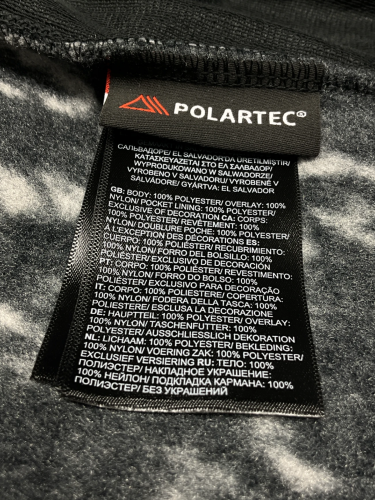 POLARTEC®
САЛЬВАДОРЕ/ EL SALVADOR'DA ÜRETİLMİŞTİR/
ΚΑΤΑΣΚΕΥΑΖΕΤΑΙ ΣΤΟ ΕΛ ΣΑΛΒΑΔΟΡ/
WYPRODUKOWANO W SALWADORZE/
VYROBENO V SALVADORU/ VYROBENÉ V
SALVADORE/ GYÁRTVA: EL SALVADOR
GB: BODY: 100% POLYESTER/ OVERLAY: 100%
NYLON/ POCKET LINING: 100% POLYESTER/
EXCLUSIVE OF DECORATION CA: CORPS:
100% POLYESTER/ REVÊTEMENT: 100%
NYLON/ DOUBLURE POCHE: 100% POLYESTER/
À L'EXCEPTION DES DÉCORATIONS ES:
CUERPO: 100% POLIÉSTER/ RECUBRIMIENTO:
100% NYLON/ FORRO DEL BOLSILLO: 100%
POLIÉSTER/ EXCLUSIVO DE DECORACIÓN
PT: CORPO: 100% POLIÉSTER/ REVESTIMENTO:
100% NYLON/ FORRO DO BOLSO: 100%
POLIÉSTER/ EXCLUSIVO PARA DECORAÇÃO
IT: CORPO: 100% POLIESTERE/ COPERTURA:
100% NYLON/ FODERA DELLA TASCA: 100%
POLIESTERE/ ESCLUSA LA DECORAZIONE
DE: HAUPTTEIL: 100% POLYESTER/ OVERLAY:
100% NYLON/ TASCHENFUTTER: 100%
POLYESTER/ AUSSCHLIESSLICH DEKORATION
NL: LICHAAM: 100% POLYESTER/ BEKLEDING:
100% NYLON/ VOERING ZAK: 100% POLYESTER/
EXCLUSIEF VERSIERING RU: ТЕЛО: 100%
ПОЛИЭСТЕР/ НАКЛАДНОЕ УКРАШЕНИЕ:
100% НЕЙЛОН/ ПОДКЛАДКА КАРМАНА: 100%
ПОЛИЭСТЕР/ БЕЗ УКРАШЕНИЙ